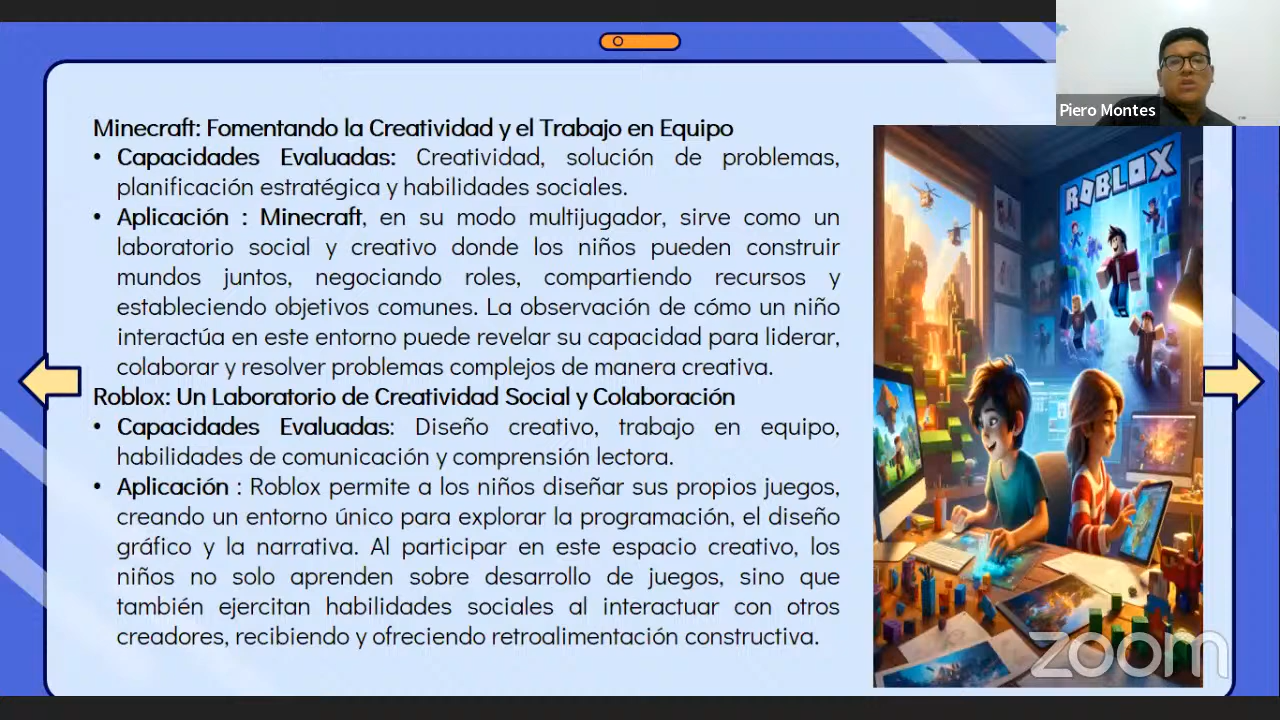 Piero Montes
Minecraft: Fomentando la Creatividad y el Trabajo en Equipo
• Capacidades Evaluadas: Creatividad, solución de problemas,
planificación estratégica y habilidades sociales.
• Aplicación : Minecraft, en su modo multijugador, sirve como un
laboratorio social y creativo donde los niños pueden construir
mundos juntos, negociando roles, compartiendo recursos y
estableciendo objetivos comunes. La observación de cómo un niño
interactúa en este entorno puede revelar su capacidad para liderar,
colaborar y resolver problemas complejos de manera creativa.
Roblox: Un Laboratorio de Creatividad Social y Colaboración
• Capacidades Evaluadas: Diseño creativo, trabajo en equipo,
habilidades de comunicación y comprensión lectora.
• Aplicación : Roblox permite a los niños diseñar sus propios juegos,
creando un entorno único para explorar la programación, el diseño
gráfico y la narrativa. Al participar en este espacio creativo, los
niños no solo aprenden sobre desarrollo de juegos, sino que
también ejercitan habilidades sociales al interactuar con otros
creadores, recibiendo y ofreciendo retroalimentación constructiva.
ROBLOX
zoom